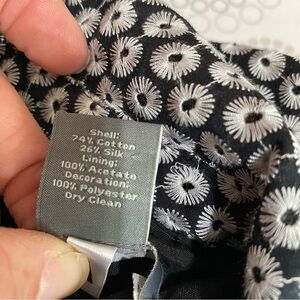 Shell:
74% Cotton
26% Silk
Lining:
100% Acetate
Decoration:
100% Polyester
Dry Clean